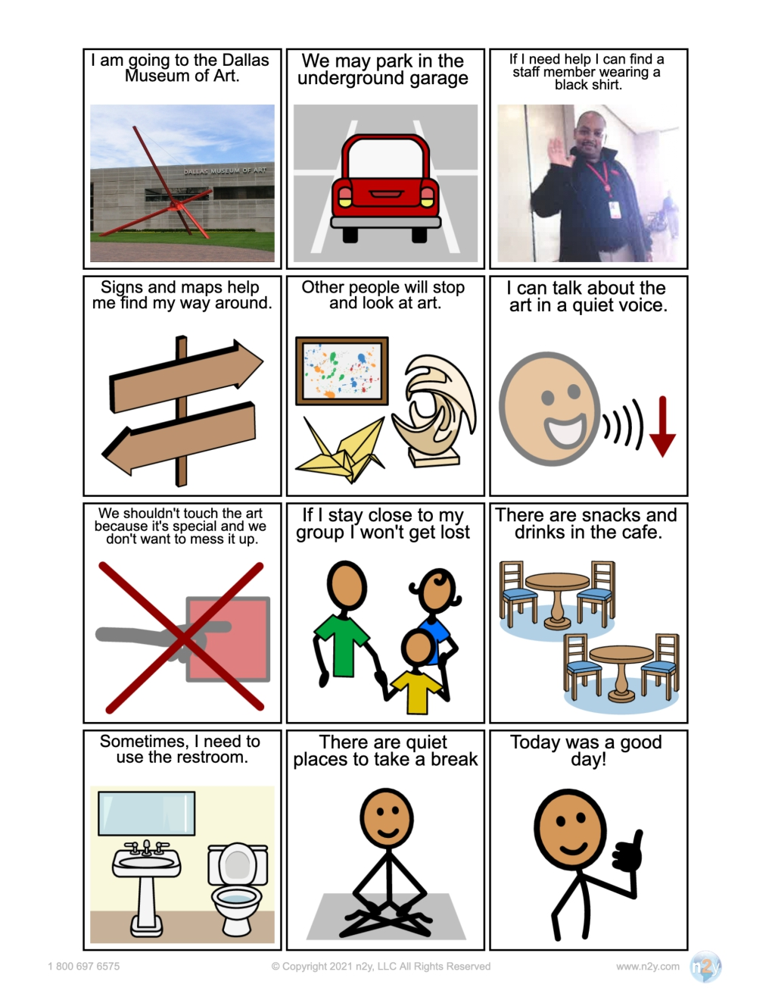 I am going to the Dallas
Museum of Art.
DALLAS MUSEUM OF ART
We may park in the
underground garage
If I need help I can find a
staff member wearing a
black shirt.
Signs and maps help
me find my way around.
Other people will stop
and look at art.
I can talk about the
art in a quiet voice.
We shouldn't touch the art
because it's special and we
don't want to mess it up.
If I stay close to my
group I won't get lost
There are snacks and
drinks in the cafe.
Sometimes, I need to
use the restroom.
There are quiet
places to take a break
Today was a good
day!
1 800 697 6575
© Copyright 2021 n2y, LLC All Rights Reserved
www.n2y.com
n2y